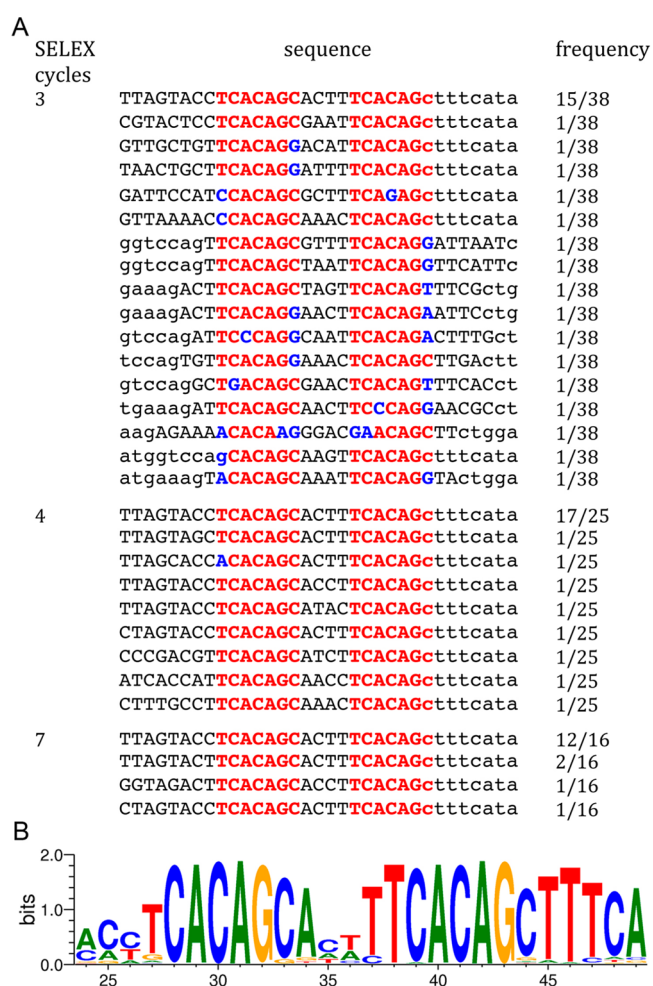 A
SELEX cycles sequence frequency
3 TTAGTACCTCACAGCACTTTCACAGctttcata 15/38
CGTACTCCTCACAGCGAATTCACAGctttcata 1/38
GTTGCTGTTCACAGGACATTCACAGctttcata 1/38
TAACTGCTTCACAGGATTTTCACAGctttcata 1/38
GATTCCATCCACAGCGCTTTCAGAGctttcata 1/38
GTTAAAACCCACAGCAAACTCACAGctttcata 1/38
ggtccagTTCACAGCGTTTTCACAGGATTAATc 1/38
ggtccagTTCACAGCTAATTCACAGGTTCATTc 1/38
gaaagACTTCACAGCTAGTTCACAGTTTCGctg 1/38
gaaagACTTCACAGGAACTTCACAGAATTCctg 1/38
gtccagATTCCCAGGCAATTCACAGACTTTGct 1/38
tccagTGTTCACAGGAAACTCACAGCTTGACtt 1/38
gtccagGCTGACAGCGAACTCACAGTTTCACct 1/38
tgaaagATTCACAGCAACTTCCCAGGAACGCct 1/38
aagAGAAAACACAAGGGACGAACAGCTTctgga 1/38
atggtccagCACAGCAAGTTCACAGctttcata 1/38
atgaaagTACACAGCAAATTCACAGGTACtgga 1/38
4 TTAGTACCTCACAGCACTTTCACAGctttcata 17/25
TTAGTAGCTCACAGCACTTTCACAGctttcata 1/25
TTAGCACCACACAGCACTTTCACAGctttcata 1/25
TTAGTACCTCACAGCACCTTCACAGctttcata 1/25
TTAGTACCTCACAGCATACTCACAGctttcata 1/25
CTAGTACCTCACAGCACTTTCACAGctttcata 1/25
CCCGACGTTCACAGCATCTTCACAGctttcata 1/25
ATCACCATTCACAGCAACCTCACAGctttcata 1/25
CTTTGCCTTCACAGCAAACTCACAGctttcata 1/25
7 TTAGTACCTCACAGCACTTTCACAGctttcata 12/16
TTAGTACTTCACAGCACTTTCACAGctttcata 2/16
GGTAGACTTCACAGCACCTTCACAGctttcata 1/16
CTAGTACCTCACAGCACTTTCACAGctttcata 1/16
B
2.0
1.0
0.0
bits
ACCTCACAGCACTTTCACAGCTTTCA
25 30 35 40 45